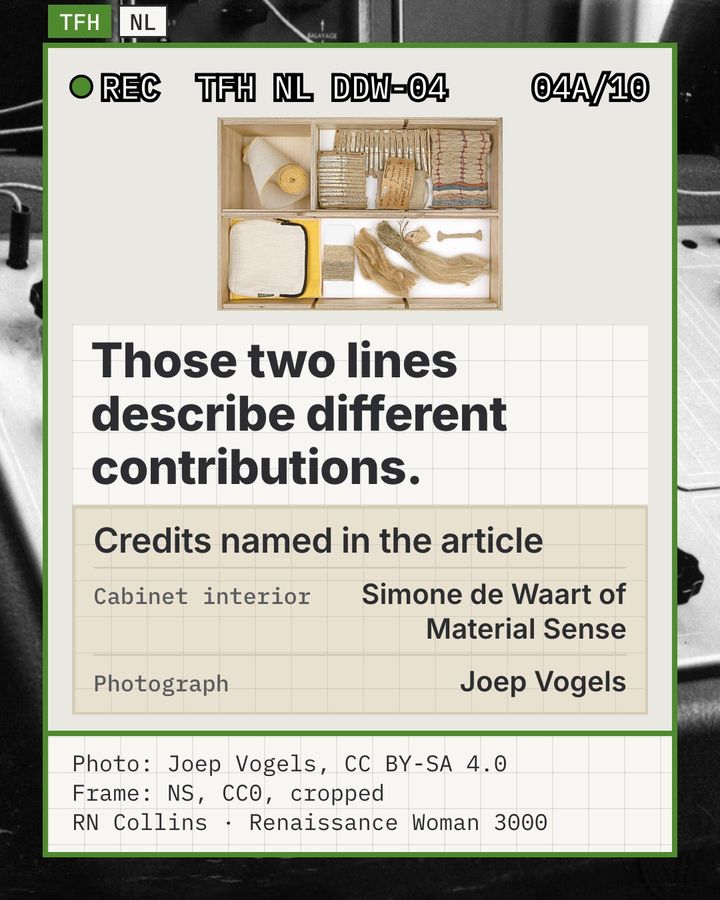 TFH NL
BALAYAGE
REC TFH NL DDW-04 04A/10
Those two lines
describe different
contributions.
Credits named in the article
Cabinet interior Simone de Waart of
Material Sense
Photograph Joep Vogels
Photo: Joep Vogels, CC BY-SA 4.0
Frame: NS, CC0, cropped
RN Collins · Renaissance Woman 3000